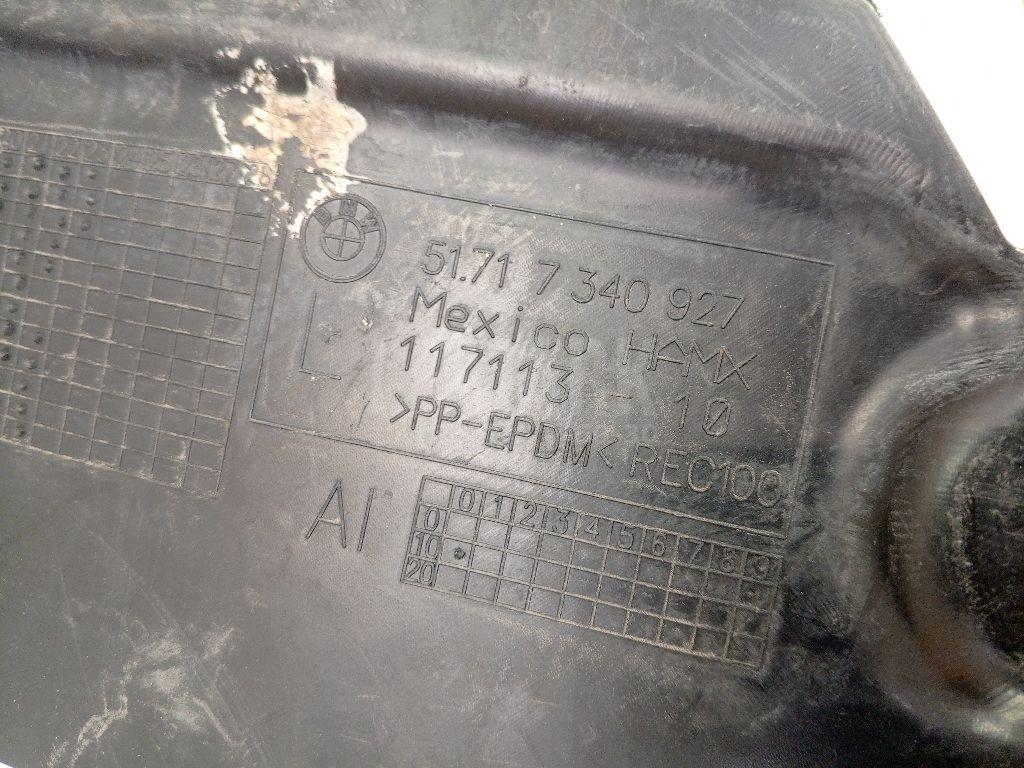 BMW
51.71 7 340 927
L Mexico HAMX
117113 - 10
>PP-EPDM< REC100
AI
0 1 2 3 4 5 6 7 8 9
0
10
20